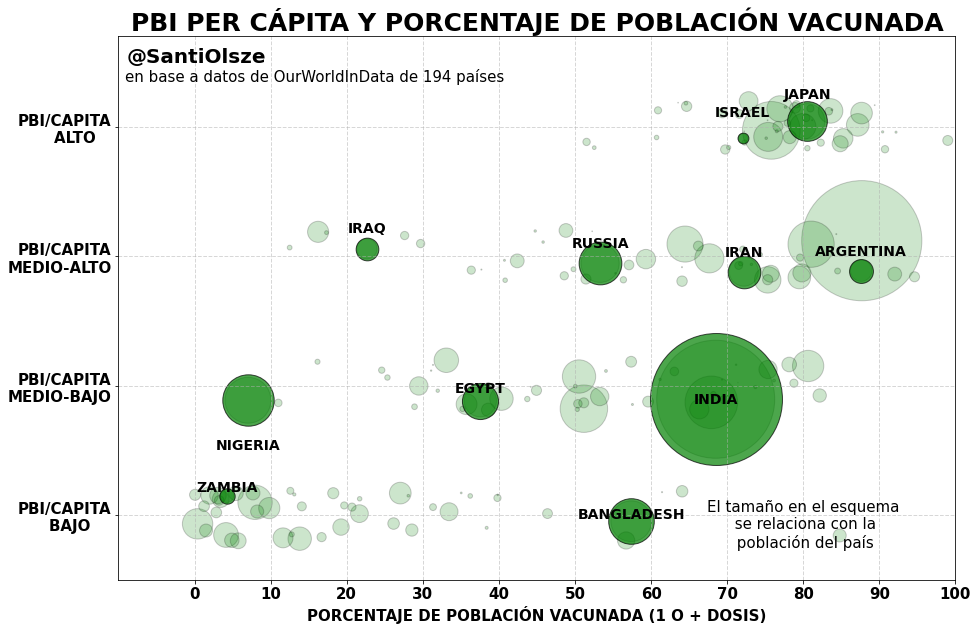 PBI PER CÁPITA Y PORCENTAJE DE POBLACIÓN VACUNADA
@SantiOlsze
en base a datos de OurWorldInData de 194 países
PBI/CAPITA
ALTO
JAPAN
ISRAEL
PBI/CAPITA
MEDIO-ALTO
IRAQ
RUSSIA
IRAN
ARGENTINA
PBI/CAPITA
MEDIO-BAJO
EGYPT
INDIA
NIGERIA
PBI/CAPITA
BAJO
ZAMBIA
BANGLADESH
El tamaño en el esquema
se relaciona con la
población del país
0 10 20 30 40 50 60 70 80 90 100
PORCENTAJE DE POBLACIÓN VACUNADA (1 O + DOSIS)